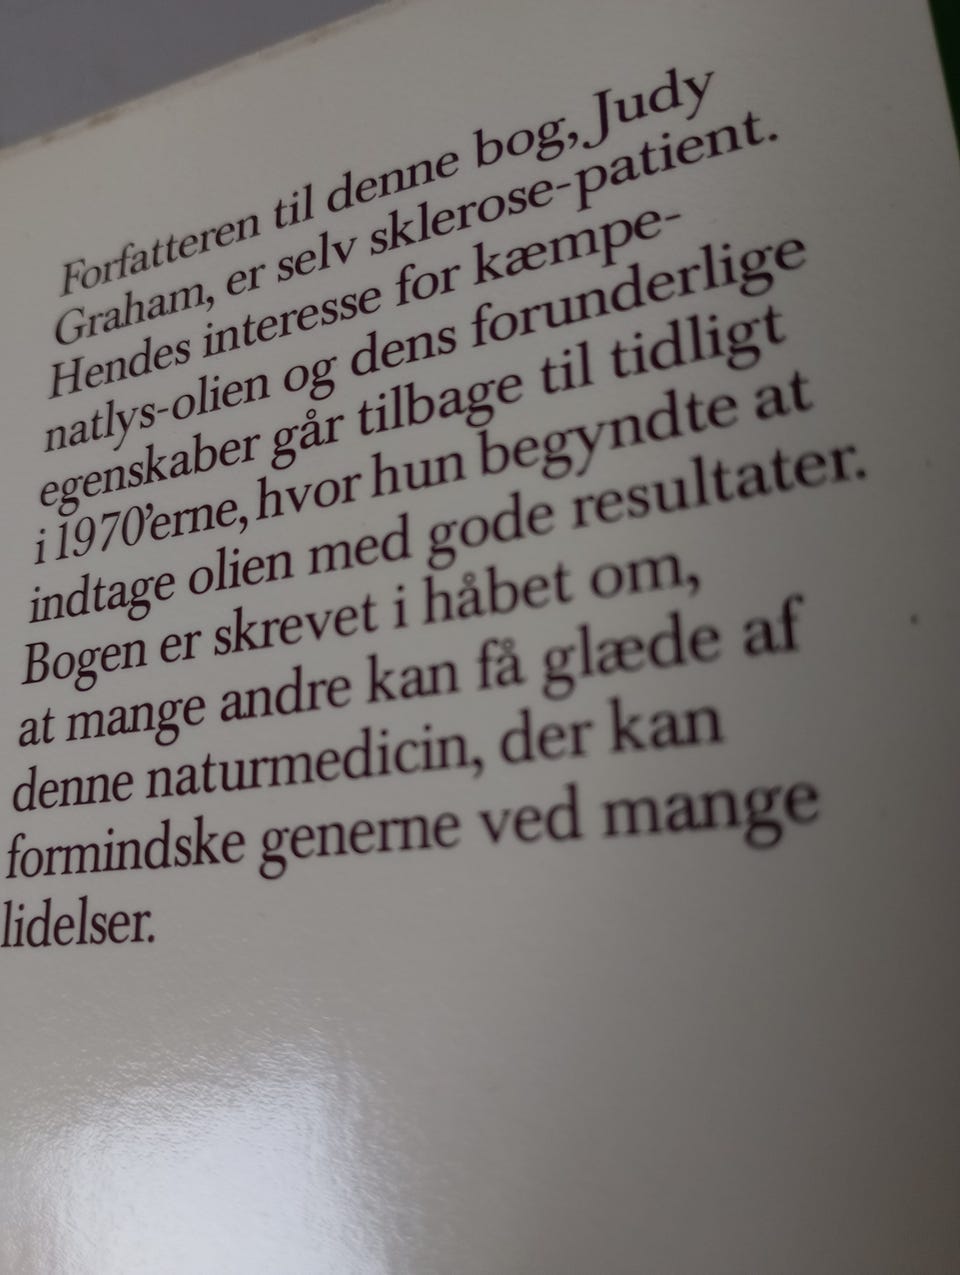 Forfatteren til denne bog, Judy
Graham, er selv sklerose-patient.
Hendes interesse for kæmpe-
natlys-olien og dens forunderlige
egenskaber går tilbage til tidligt
i 1970'erne, hvor hun begyndte at
indtage olien med gode resultater.
Bogen er skrevet i håbet om,
at mange andre kan få glæde af
denne naturmedicin, der kan
formindske generne ved mange
lidelser.